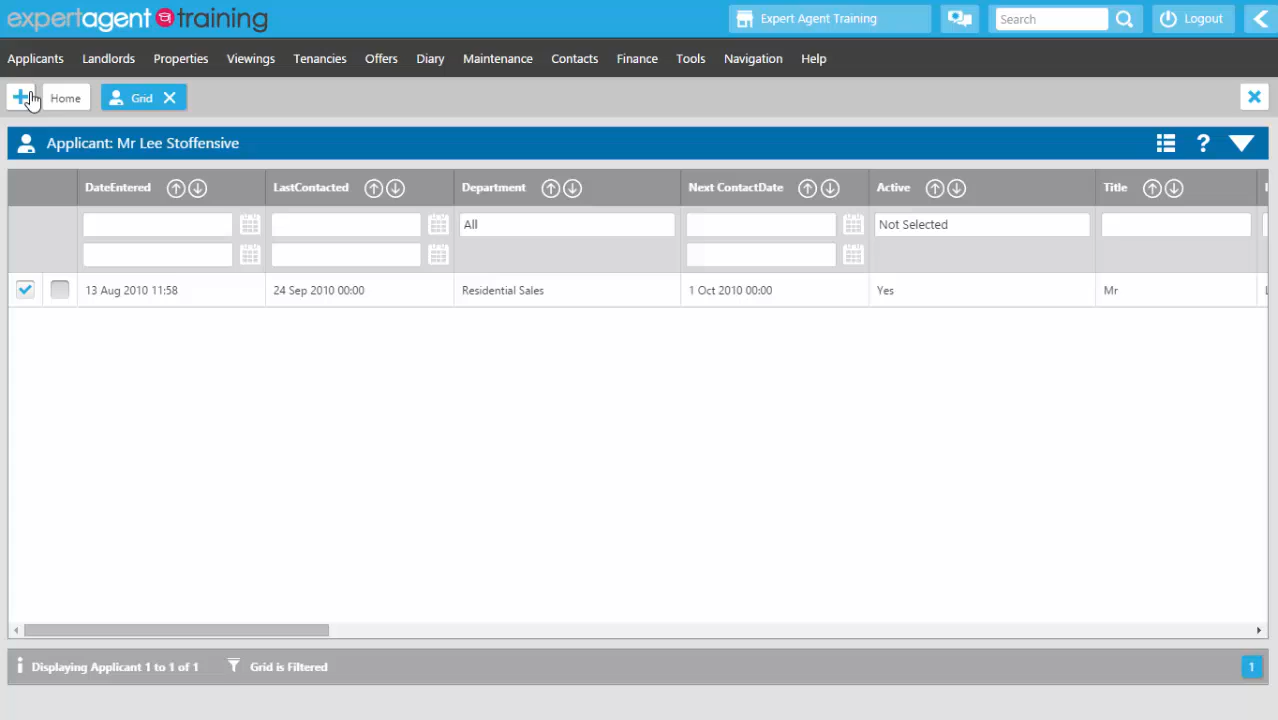 expertagent training
Expert Agent Training
Search
Logout
Applicants Landlords Properties Viewings Tenancies Offers Diary Maintenance Contacts Finance Tools Navigation Help
Home
Grid
Applicant: Mr Lee Stoffensive
?
DateEntered LastContacted Department Next ContactDate Active Title
All Not Selected
13 Aug 2010 11:58 24 Sep 2010 00:00 Residential Sales 1 Oct 2010 00:00 Yes Mr
Displaying Applicant 1 to 1 of 1 Grid is Filtered 1